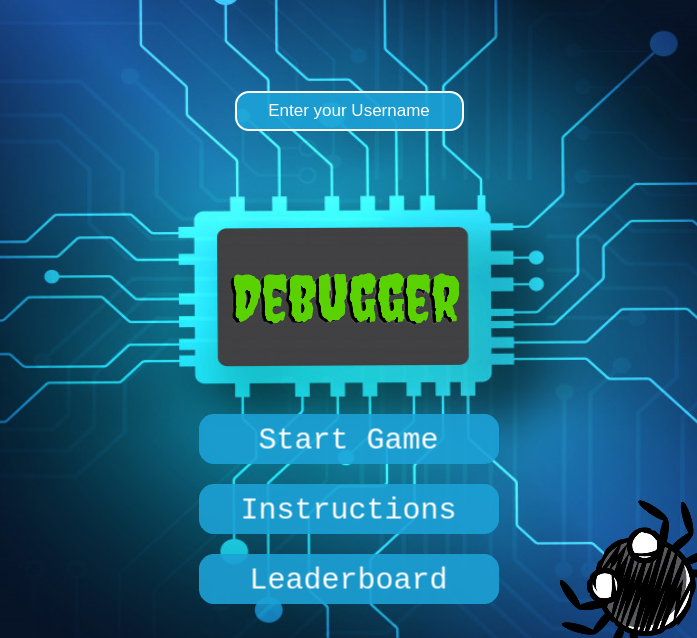 Enter your Username
DEBUGGER
Start Game
Instructions
Leaderboard